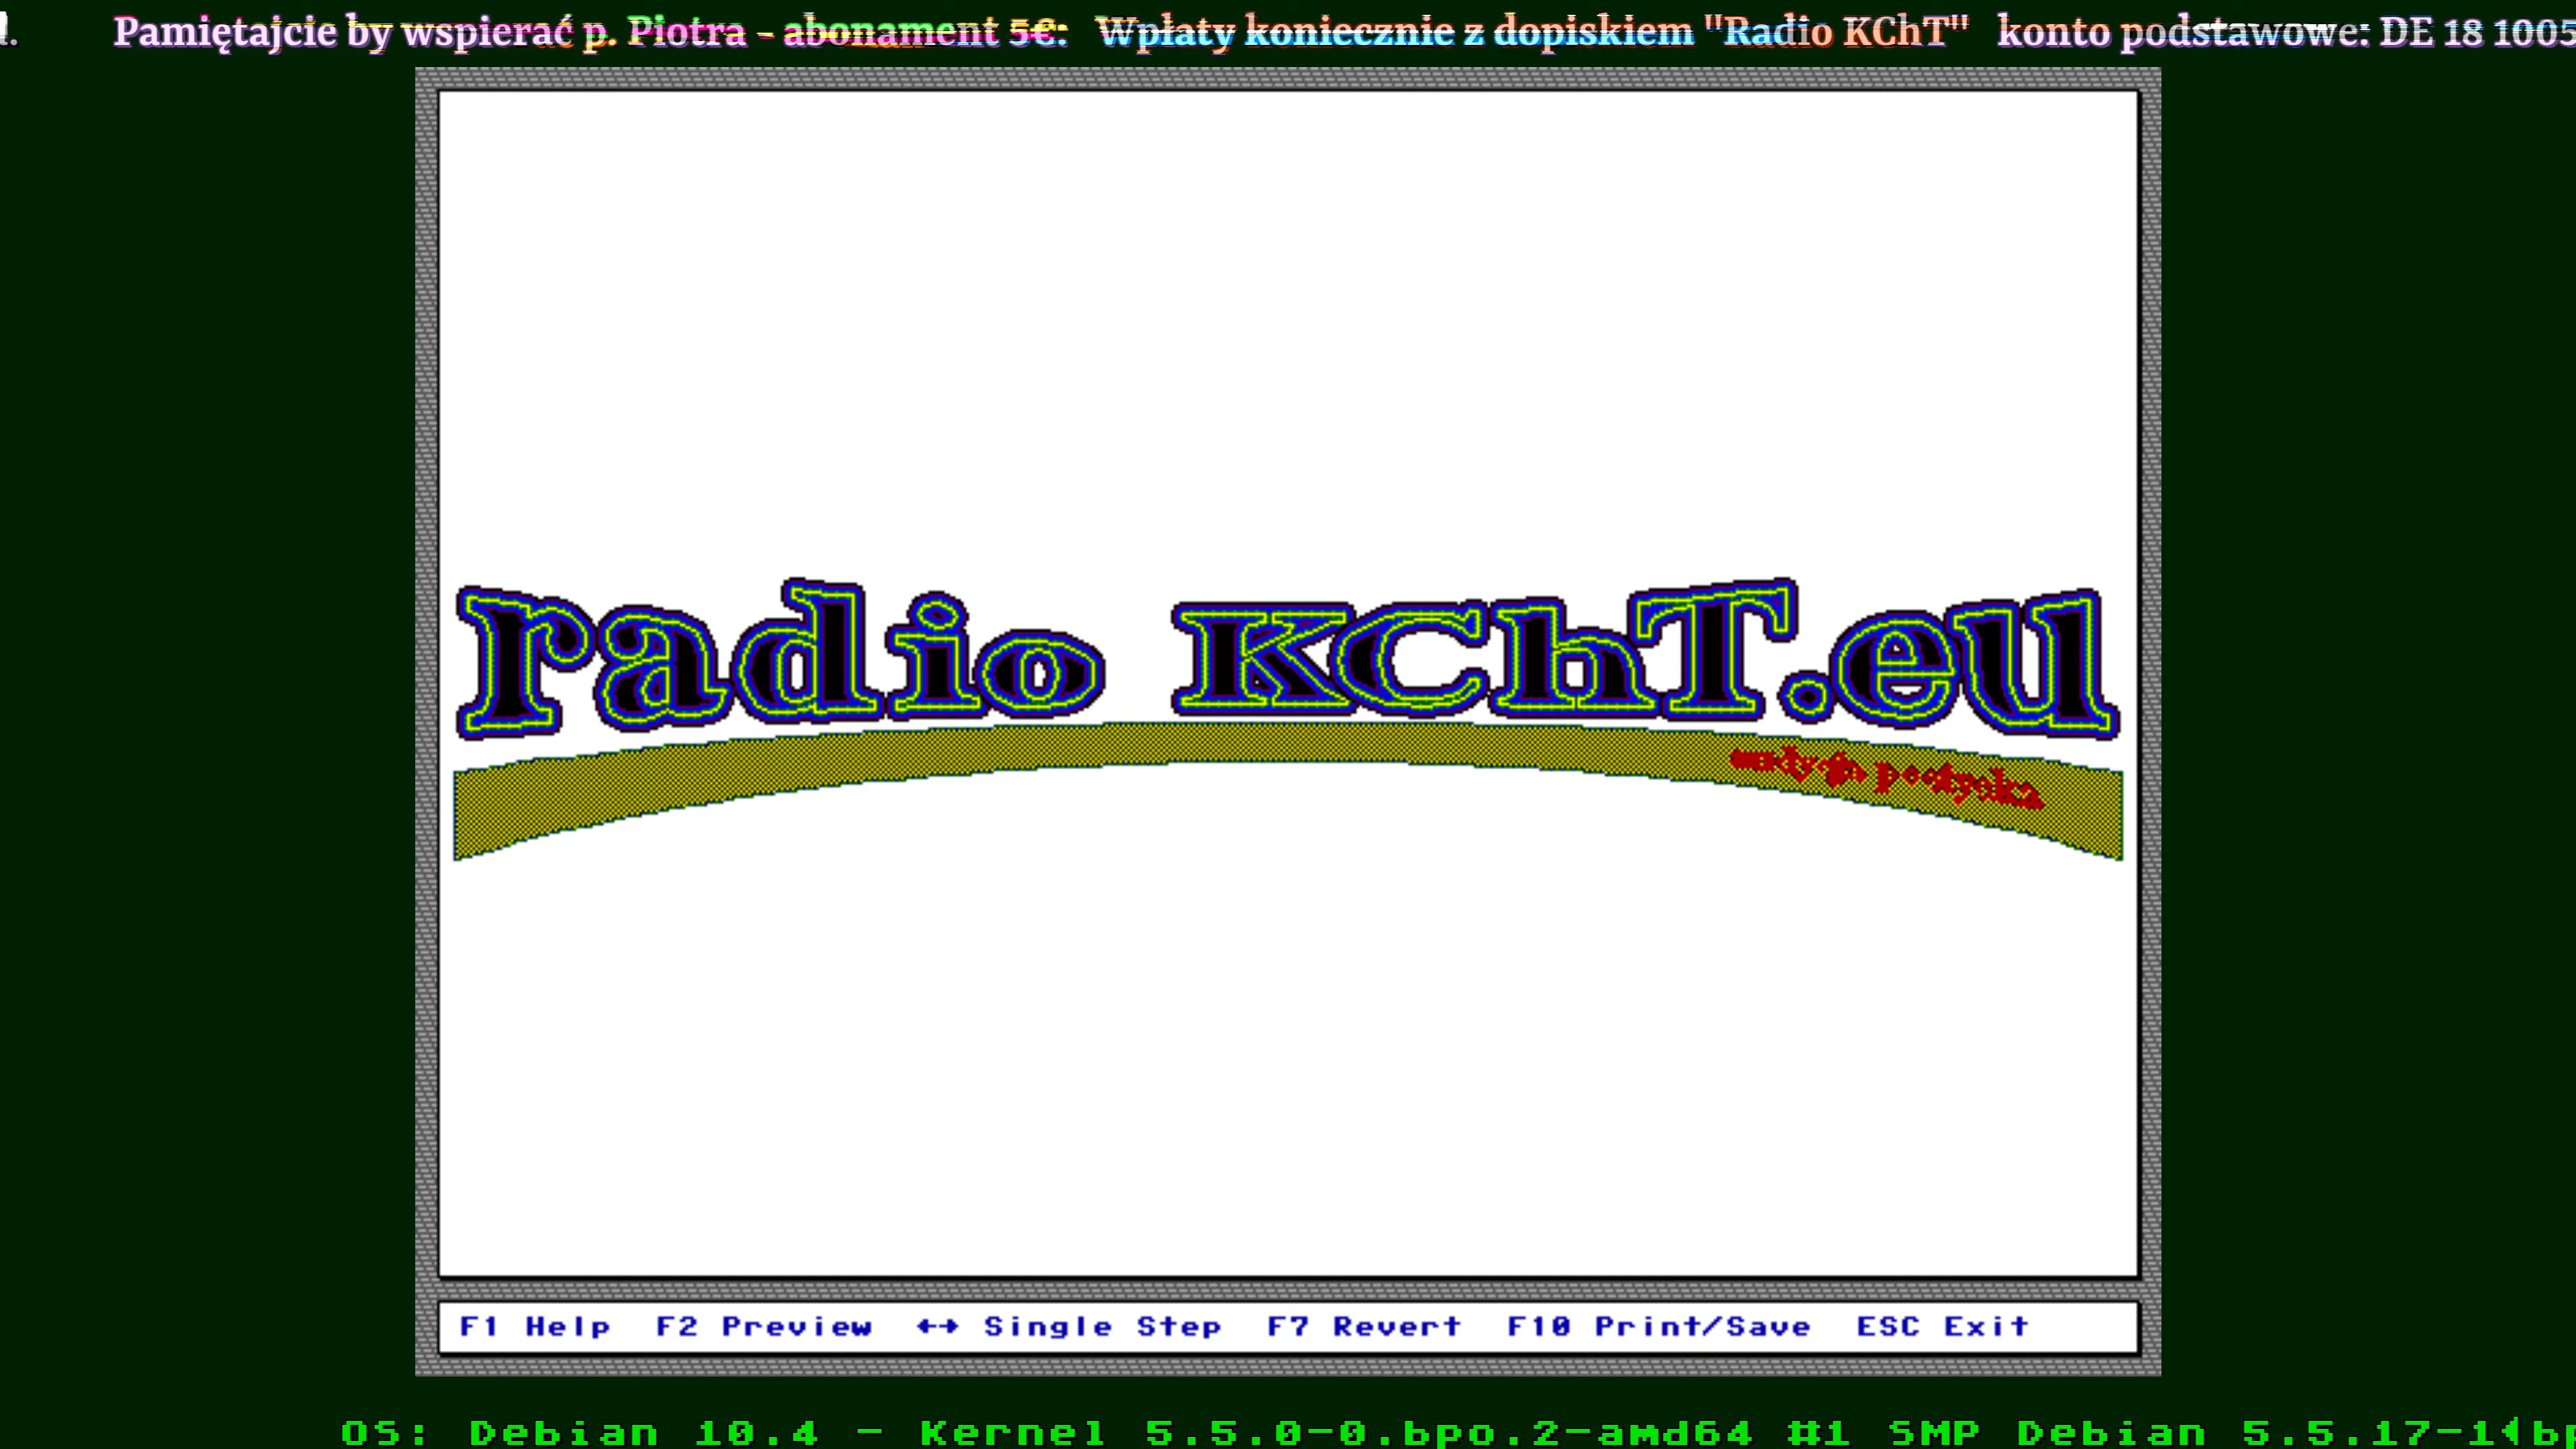 Pamiętajcie by wspierać p. Piotra - abonament 5€: Wpłaty koniecznie z dopiskiem "Radio KChT" konto podstawowe: DE 18 1005
radio KChT.eu
F1 Help F2 Preview ←→ Single Step F7 Revert F10 Print/Save ESC Exit
OS: Debian 10.4 - Kernel 5.5.0-0.bpo.2-amd64 #1 SMP Debian 5.5.17-1